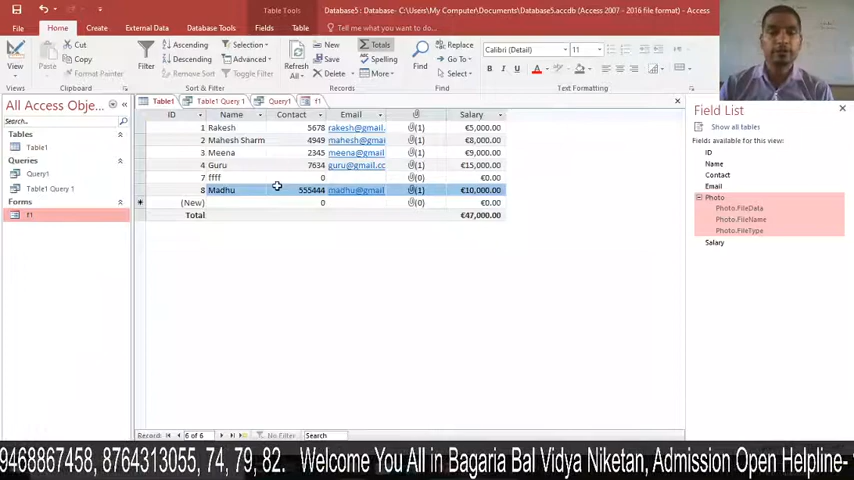 Table Tools
Database5 : Database- C:\Users\My Computer\Documents\Database5.accdb (Access 2007 - 2016 file format) - Access
File Home Create External Data Database Tools Fields Table Tell me what you want to do...
View
Views
Paste
Cut
Copy
Format Painter
Clipboard
Filter
Ascending
Descending
Remove Sort
Selection
Advanced
Toggle Filter
Sort & Filter
Refresh All
New
Save
Delete
Totals
Spelling
More
Records
Find
Replace
Go To
Select
Find
Calibri (Detail) 11
B I U A
Text Formatting
All Access Obje...
Search...
Tables
Table1
Queries
Query1
Table1 Query 1
Forms
f1
Table1 Table1 Query 1 Query1 f1
ID Name Contact Email Salary
1 Rakesh 5678 rakesh@gmail. (1) €5,000.00
2 Mahesh Sharm 4949 mahesh@gmai (1) €8,000.00
3 Meena 2345 meena@gmail. (1) €9,000.00
4 Guru 7634 guru@gmail.cc (1) €15,000.00
7 ffff 0 (0) €0.00
8 Madhu 555444 madhu@gmail (1) €10,000.00
* (New) 0 (0) €0.00
Total €47,000.00
Record: 6 of 6 No Filter Search
Field List
Show all tables
Fields available for this view:
ID
Name
Contact
Email
Photo
Photo.FileData
Photo.FileName
Photo.FileType
Salary
9468867458, 8764313055, 74, 79, 82. Welcome You All in Bagaria Bal Vidya Niketan, Admission Open Helpline-